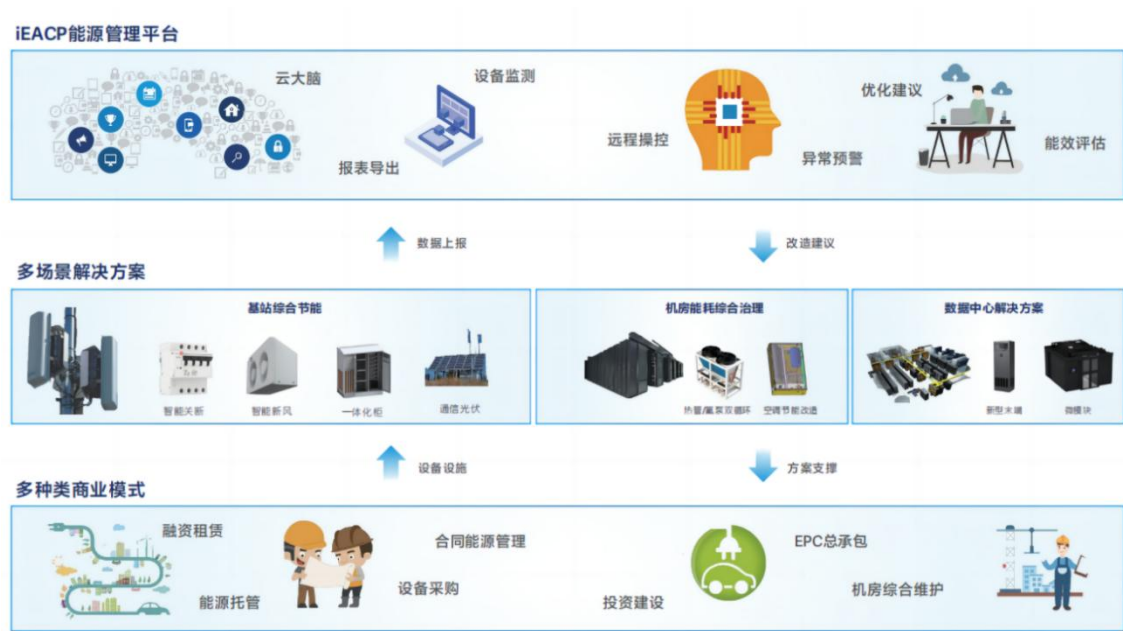 iEACP能源管理平台
云大脑
设备监测
优化建议
远程操控
能效评估
报表导出
异常预警
数据上报
改造建议
多场景解决方案
基站综合节能
机房能耗综合治理
数据中心解决方案
智能关断
智能新风
一体化柜
通信光伏
热管/氟泵双循环
空调节能改造
新型末端
微模块
设备设施
方案支撑
多种类商业模式
融资租赁
合同能源管理
EPC总承包
能源托管
设备采购
投资建设
机房综合维护